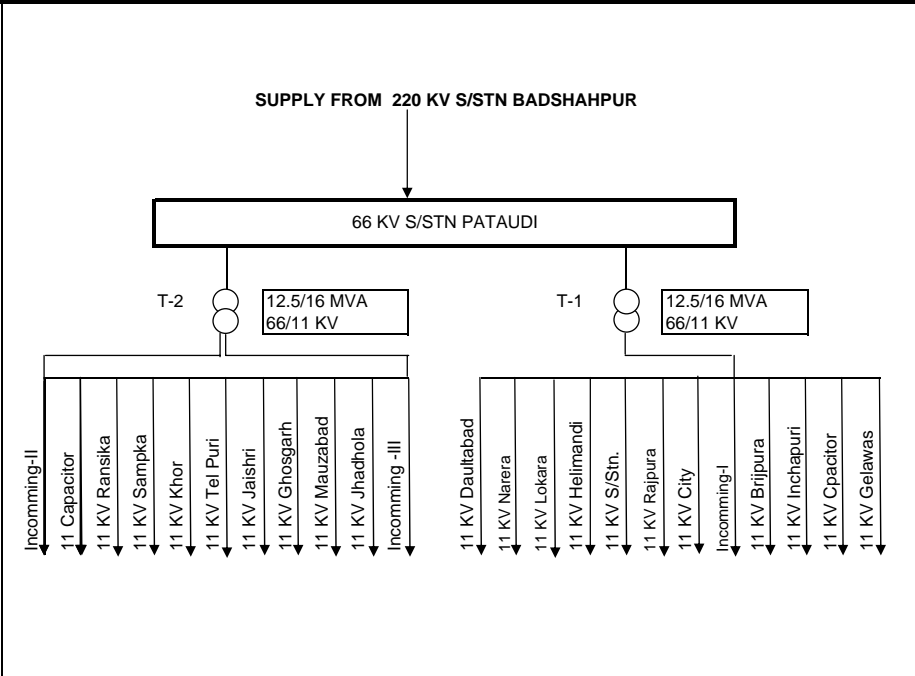 SUPPLY FROM 220 KV S/STN BADSHAHPUR
66 KV S/STN PATAUDI
T-2
12.5/16 MVA
66/11 KV
T-1
12.5/16 MVA
66/11 KV
Incomming-II
11 Capacitor
11 KV Ransika
11 KV Sampka
11 KV Khor
11 KV Tel Puri
11 KV Jaishri
11 KV Ghosgarh
11 KV Mauzabad
11 KV Jhadhola
Incomming -III
11 KV Daultabad
11 KV Narera
11 KV Lokara
11 KV Helimandi
11 KV S/Stn.
11 KV Rajpura
11 KV City
Incomming-I
11 KV Brijpura
11 KV Inchapuri
11 KV Cpacitor
11 KV Gelawas